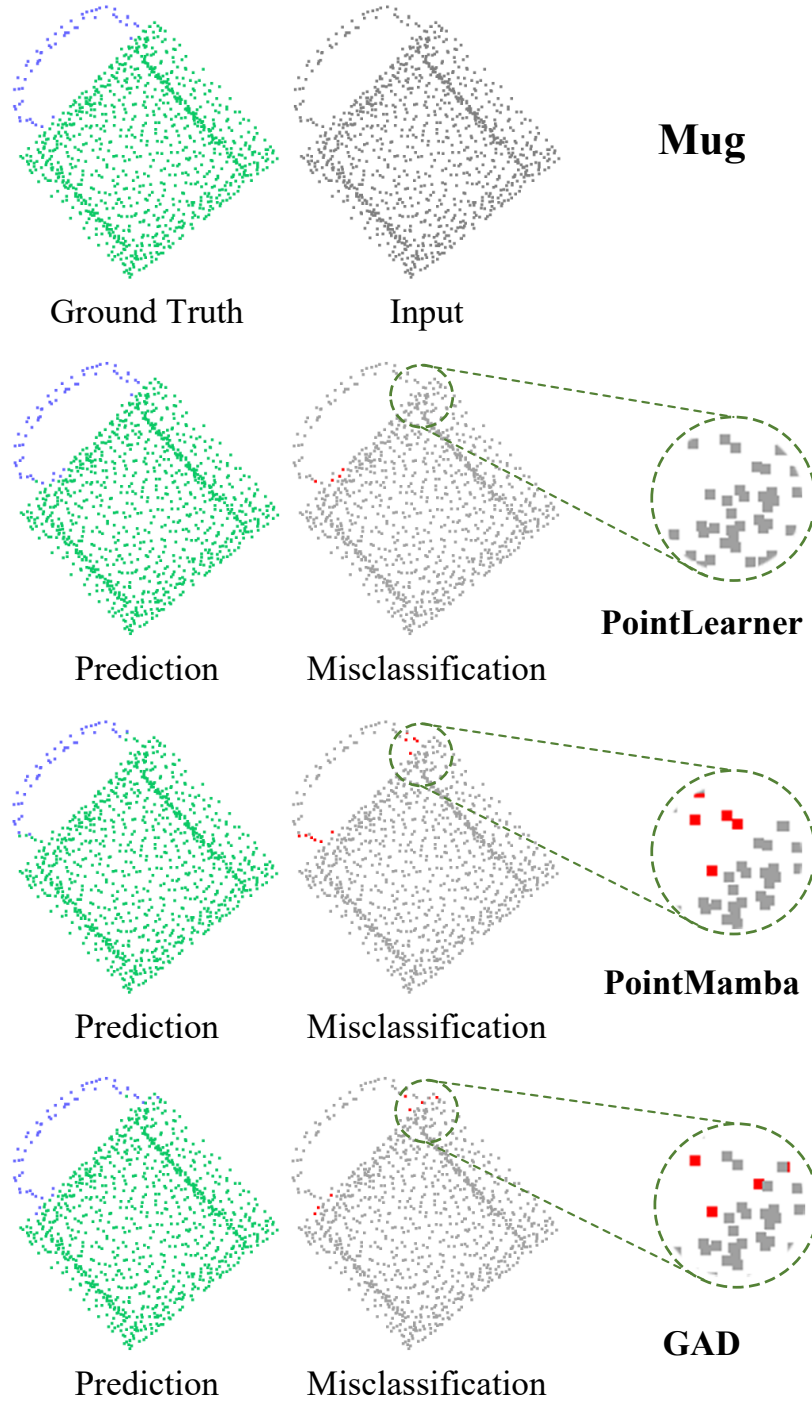 Mug
Ground Truth
Input
PointLearner
Prediction
Misclassification
PointMamba
Prediction
Misclassification
GAD
Prediction
Misclassification